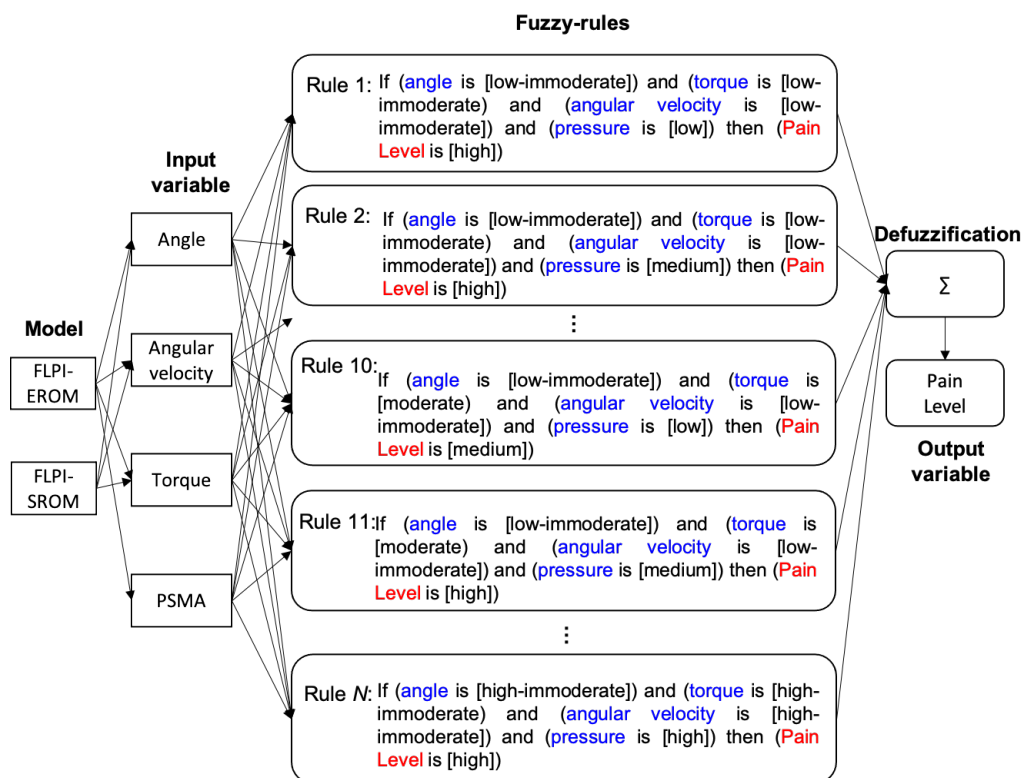 Fuzzy-rules
Rule 1: If (angle is [low-immoderate]) and (torque is [low-
immoderate) and (angular velocity is [low-
immoderate]) and (pressure is [low]) then (Pain
Level is [high])
Input
variable
Rule 2: If (angle is [low-immoderate]) and (torque is [low-
immoderate) and (angular velocity is [low-
immoderate]) and (pressure is [medium]) then (Pain
Level is [high])
Angle
Defuzzification
Σ
⋮
Model
FLPI-
EROM
Angular
velocity
Rule 10: If (angle is [low-immoderate]) and (torque is
[moderate) and (angular velocity is [low-
immoderate]) and (pressure is [low]) then (Pain
Level is [medium])
Pain
Level
Output
variable
FLPI-
SROM
Torque
Rule 11: If (angle is [low-immoderate]) and (torque is
[moderate) and (angular velocity is [low-
immoderate]) and (pressure is [medium]) then (Pain
Level is [high])
PSMA
⋮
Rule N: If (angle is [high-immoderate]) and (torque is [high-
immoderate) and (angular velocity is [high-
immoderate]) and (pressure is [high]) then (Pain
Level is [high])